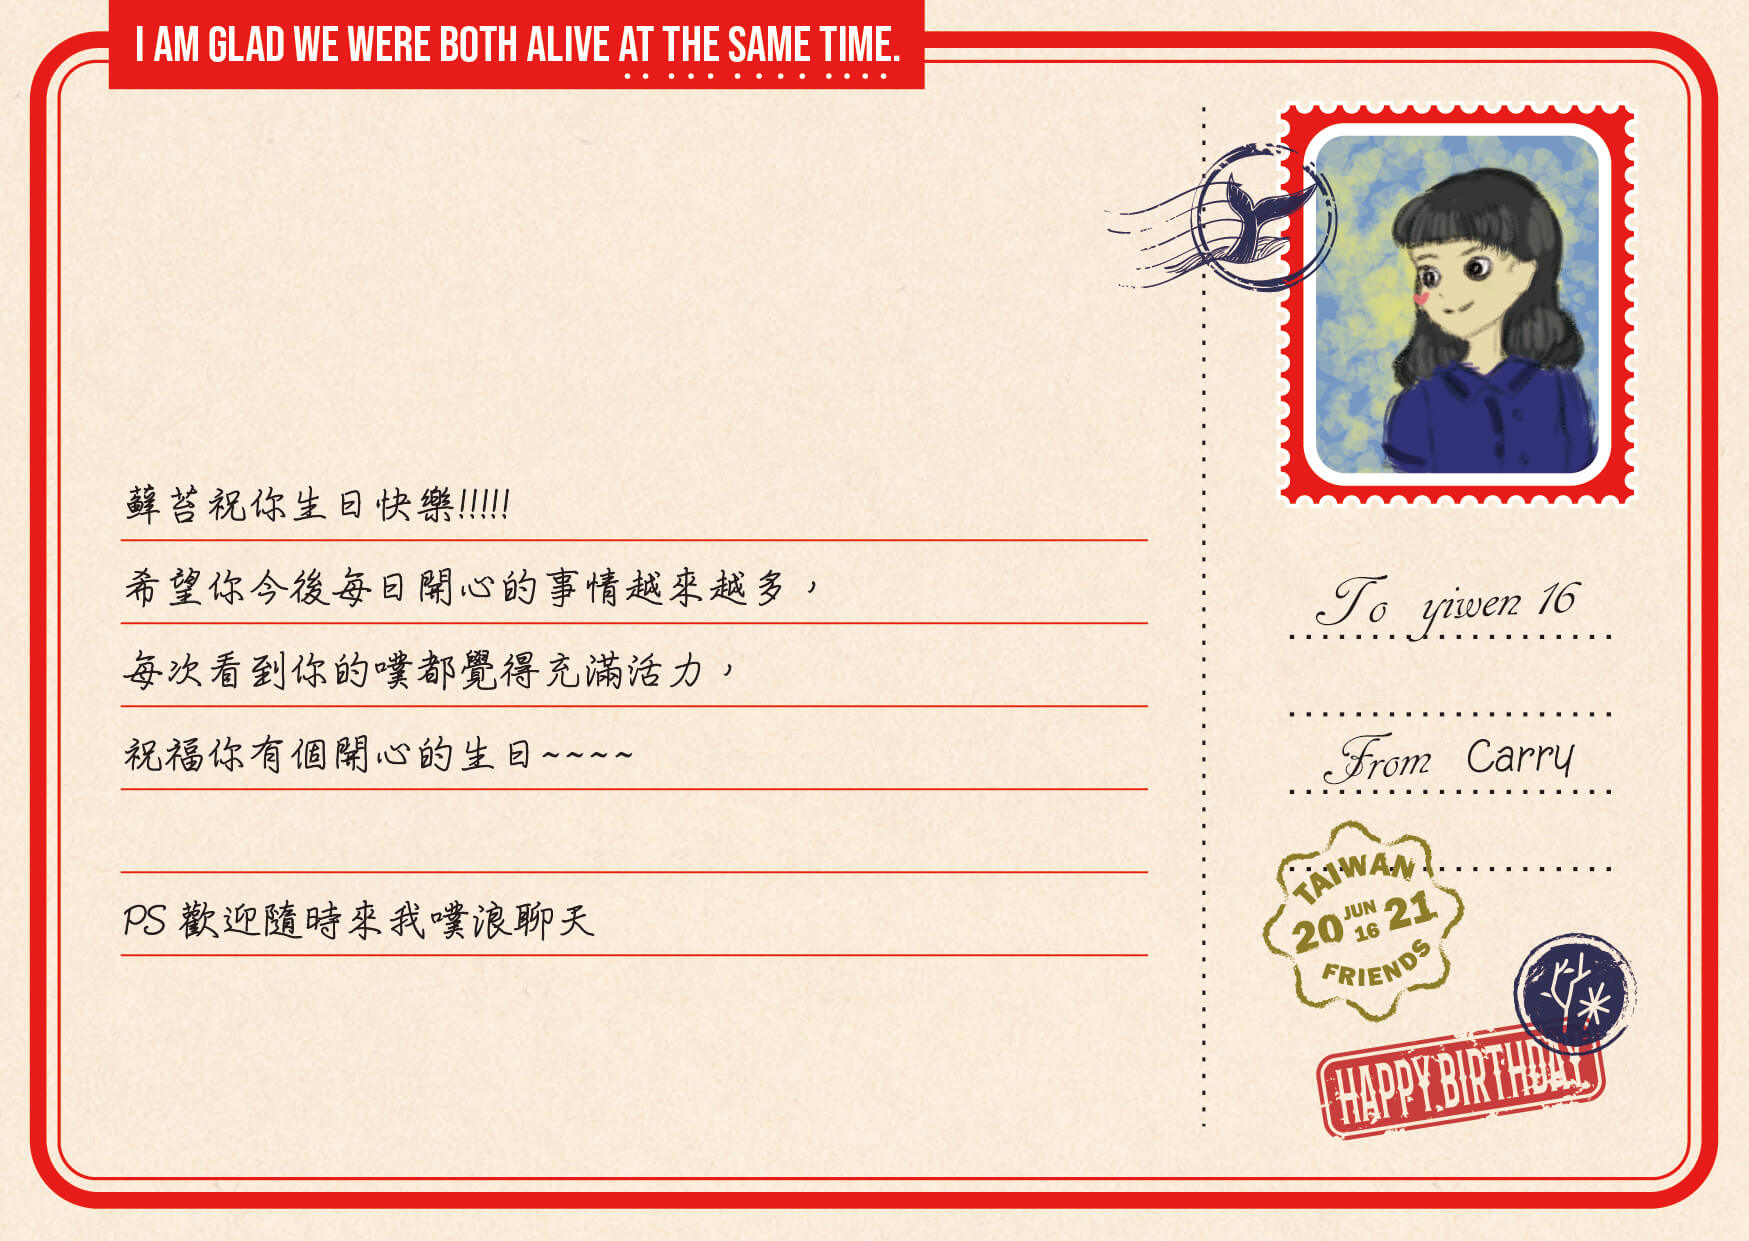 I AM GLAD WE WERE BOTH ALIVE AT THE SAME TIME.
蘚苔祝你生日快樂!!!!!
希望你今後每日開心的事情越來越多，
每次看到你的噗都覺得充滿活力，
祝福你有個開心的生日~~~~
PS 歡迎隨時來我噗浪聊天
To yiwen 16
From Carry
TAIWAN
20 JUN 16 21
FRIENDS
HAPPY BIRTHDAY